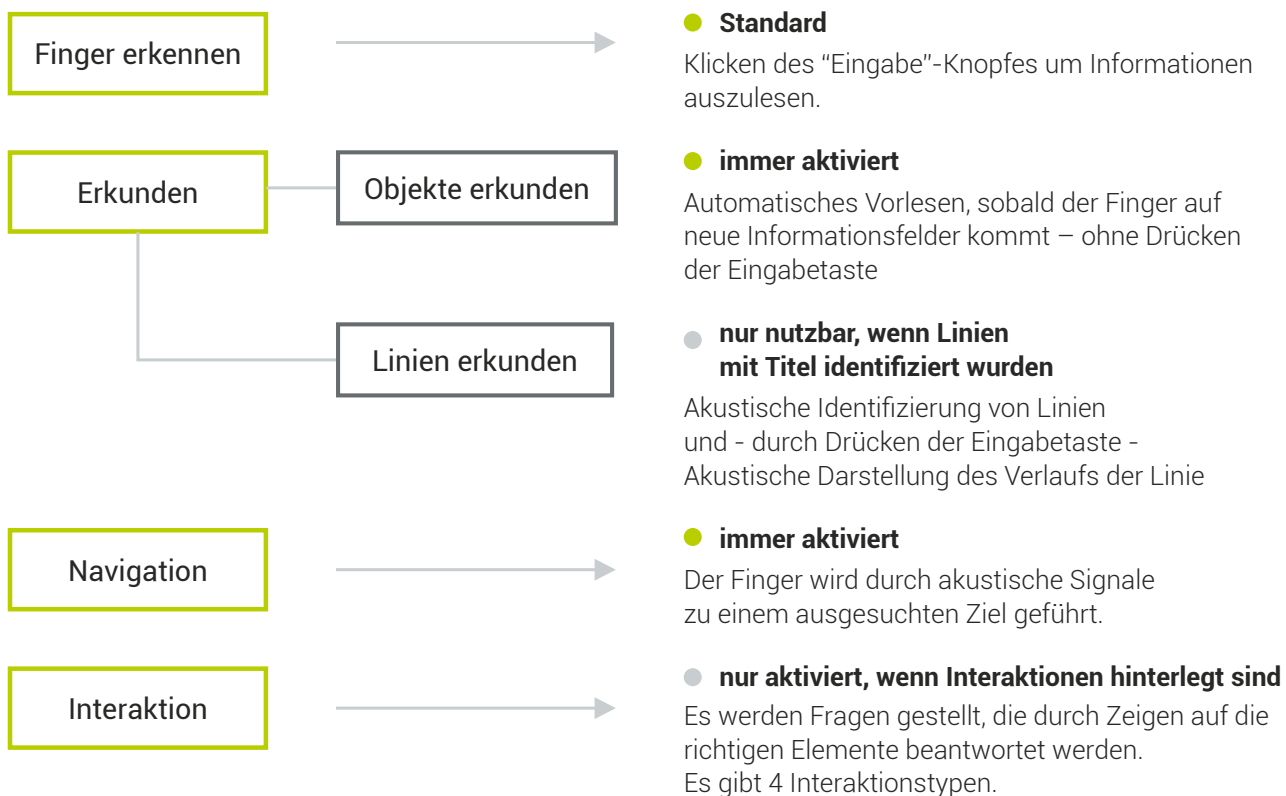 Finger erkennen
Standard
Klicken des “Eingabe”-Knopfes um Informationen
auszulesen.
Erkunden
Objekte erkunden
immer aktiviert
Automatisches Vorlesen, sobald der Finger auf
neue Informationsfelder kommt – ohne Drücken
der Eingabetaste
Linien erkunden
nur nutzbar, wenn Linien
mit Titel identifiziert wurden
Akustische Identifizierung von Linien
und - durch Drücken der Eingabetaste -
Akustische Darstellung des Verlaufs der Linie
Navigation
immer aktiviert
Der Finger wird durch akustische Signale
zu einem ausgesuchten Ziel geführt.
Interaktion
nur aktiviert, wenn Interaktionen hinterlegt sind
Es werden Fragen gestellt, die durch Zeigen auf die
richtigen Elemente beantwortet werden.
Es gibt 4 Interaktionstypen.